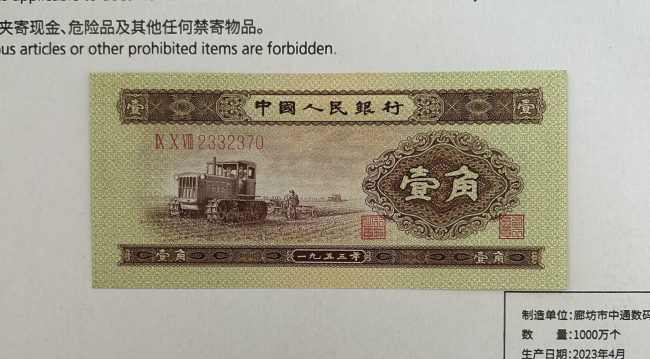 夹寄现金、危险品及其他任何禁寄物品。
us articles or other prohibited items are forbidden.
壹 中國人民銀行 壹
Ⅸ Ⅹ Ⅷ 2332370
壹角
壹角 一九五三年 壹角
制造单位:廊坊市中通数码
数 量:1000万个
生产日期:2023年4月